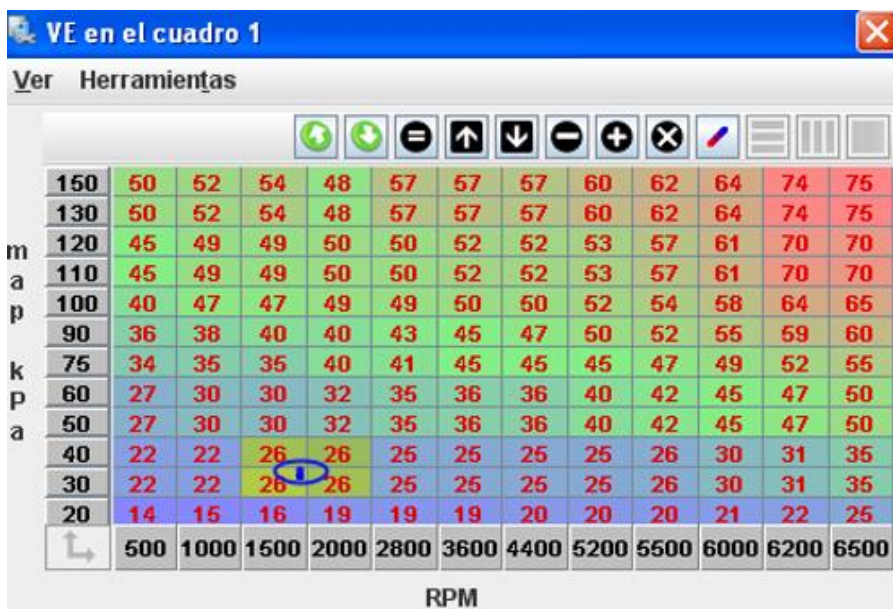 VE en el cuadro 1
Ver Herramientas
150 50 52 54 48 57 57 57 60 62 64 74 75
130 50 52 54 48 57 57 57 60 62 64 74 75
120 45 49 49 50 50 52 52 53 57 61 70 70
110 45 49 49 50 50 52 52 53 57 61 70 70
100 40 47 47 49 49 50 50 52 54 58 64 65
90 36 38 40 40 43 45 47 50 52 55 59 60
75 34 35 35 40 41 45 45 45 47 49 52 55
60 27 30 30 32 35 36 36 40 42 45 47 50
50 27 30 30 32 35 36 36 40 42 45 47 50
40 22 22 26 26 25 25 25 25 26 30 31 35
30 22 22 26 26 25 25 25 25 26 30 31 35
20 14 15 16 19 19 19 20 20 20 21 22 25
500 1000 1500 2000 2800 3600 4400 5200 5500 6000 6200 6500
map kPa
RPM